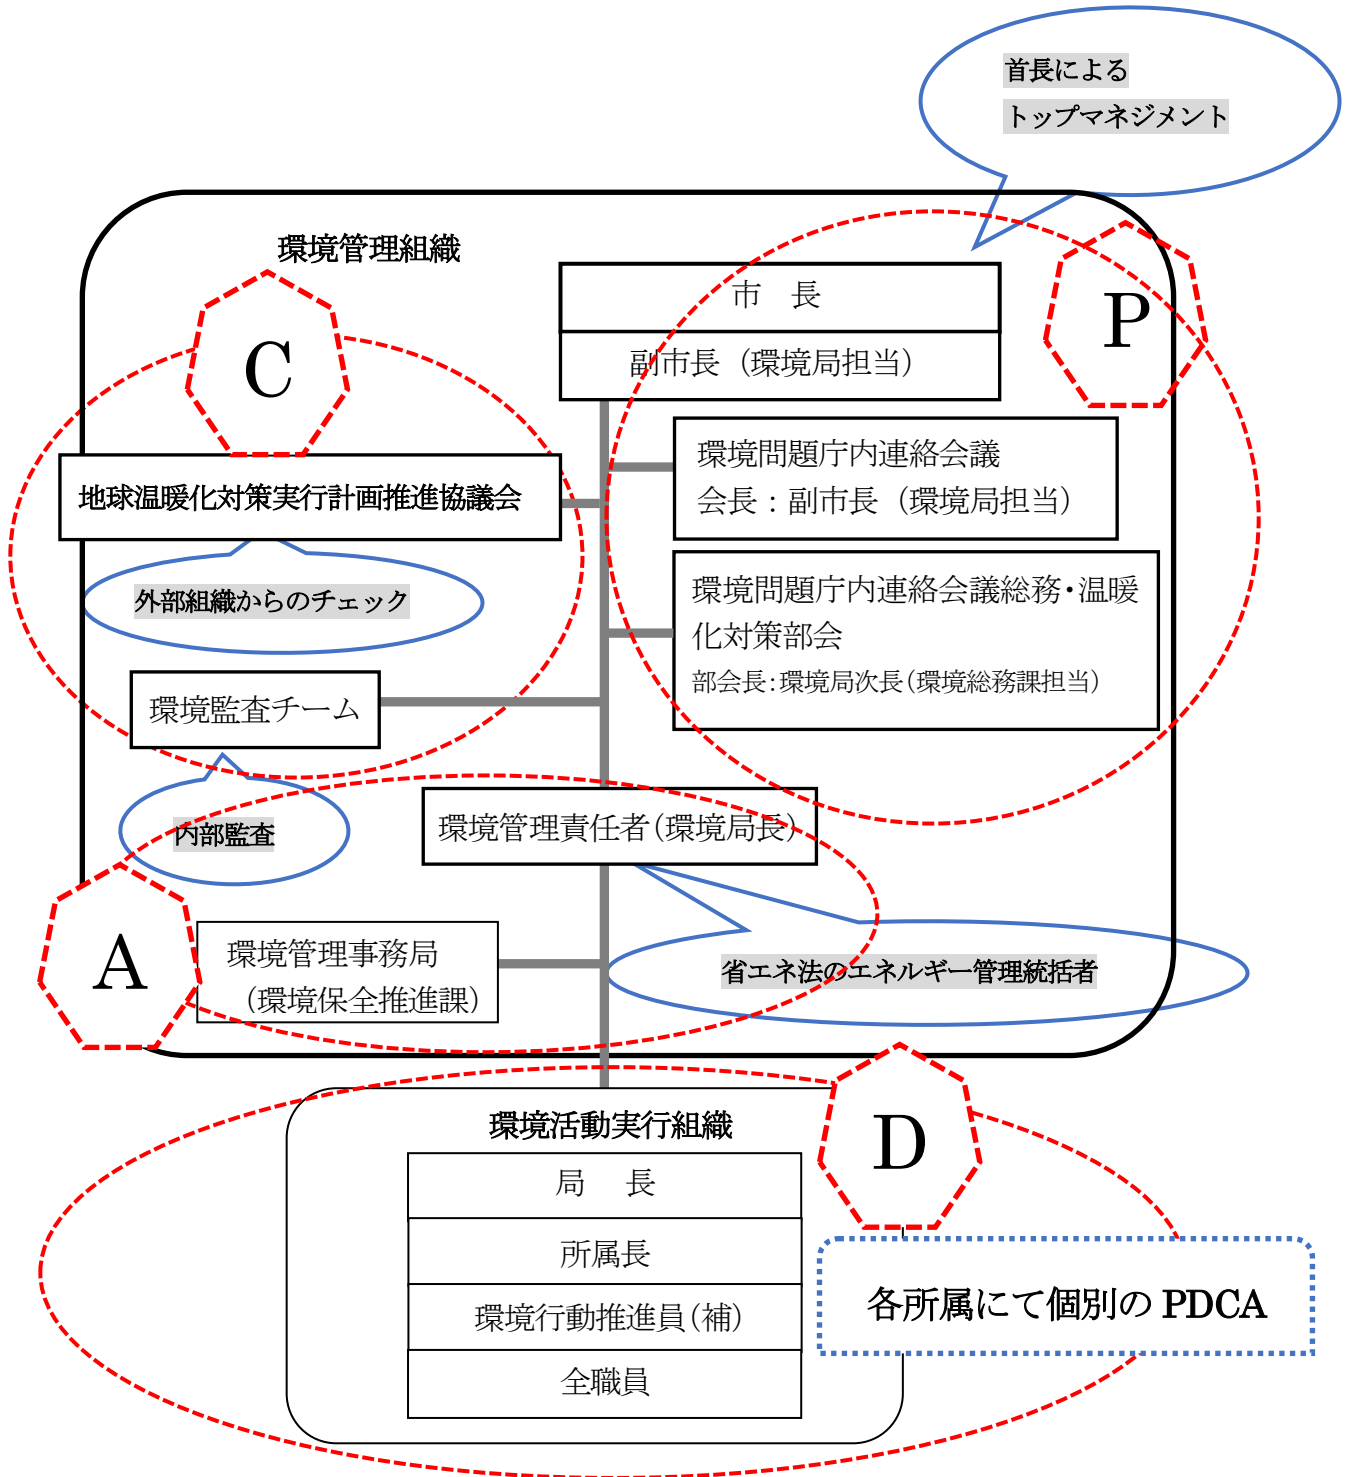 首長による
トップマネジメント
環境管理組織
市　長
P
C
副市長（環境局担当）
環境問題庁内連絡会議
会長：副市長（環境局担当）
地球温暖化対策実行計画推進協議会
外部組織からのチェック
環境問題庁内連絡会議総務・温暖
化対策部会
部会長：環境局次長（環境総務課担当）
環境監査チーム
内部監査
環境管理責任者（環境局長）
A
環境管理事務局
（環境保全推進課）
省エネ法のエネルギー管理統括者
環境活動実行組織
D
局　長
所属長
各所属にて個別の PDCA
環境行動推進員（補）
全職員